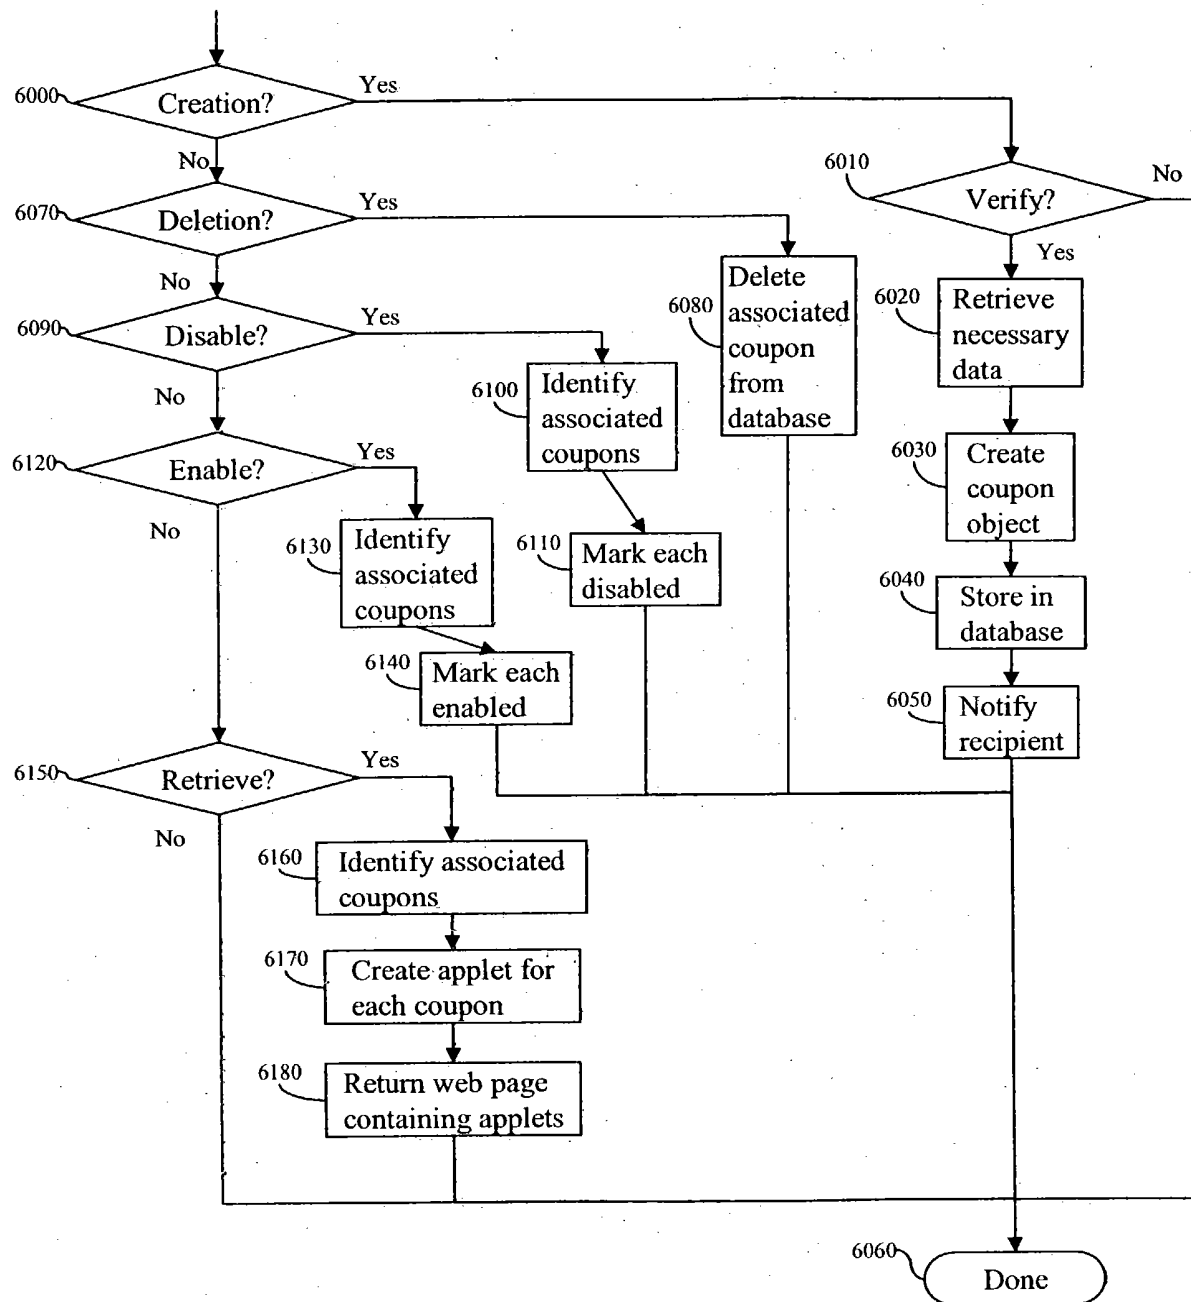 6000
Creation?
Yes
No
6010
Verify?
No
Yes
6070
Deletion?
Yes
No
6080
Delete
associated
coupon
from
database
6020
Retrieve
necessary
data
6090
Disable?
Yes
No
6100
Identify
associated
coupons
6030
Create
coupon
object
6120
Enable?
Yes
No
6130
Identify
associated
coupons
6110
Mark each
disabled
6040
Store in
database
6140
Mark each
enabled
6050
Notify
recipient
6150
Retrieve?
Yes
No
6160
Identify associated
coupons
6170
Create applet for
each coupon
6180
Return web page
containing applets
6060
Done